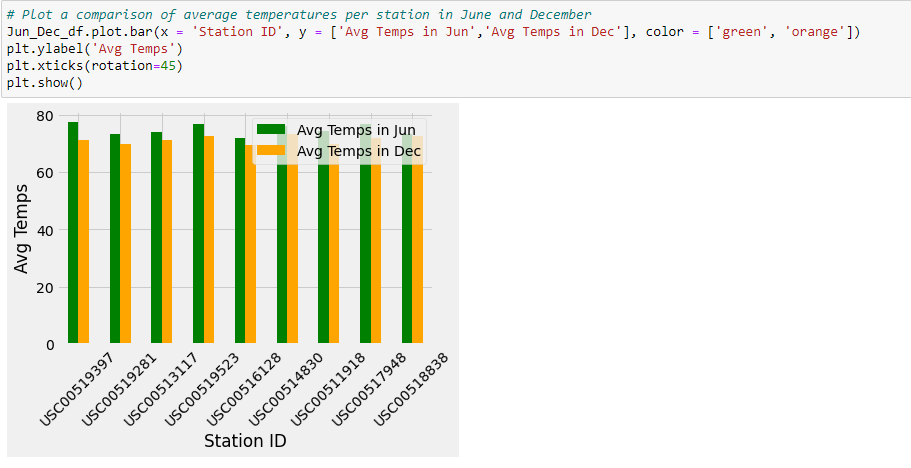 # Plot a comparison of average temperatures per station in June and December
Jun_Dec_df.plot.bar(x = 'Station ID', y = ['Avg Temps in Jun','Avg Temps in Dec'], color = ['green', 'orange'])
plt.ylabel('Avg Temps')
plt.xticks(rotation=45)
plt.show()
80
60
40
20
0
Avg Temps
Avg Temps in Jun
Avg Temps in Dec
USC00519397
USC00519281
USC00513117
USC00519523
USC00516128
USC00514830
USC00511918
USC00517948
USC00518838
Station ID